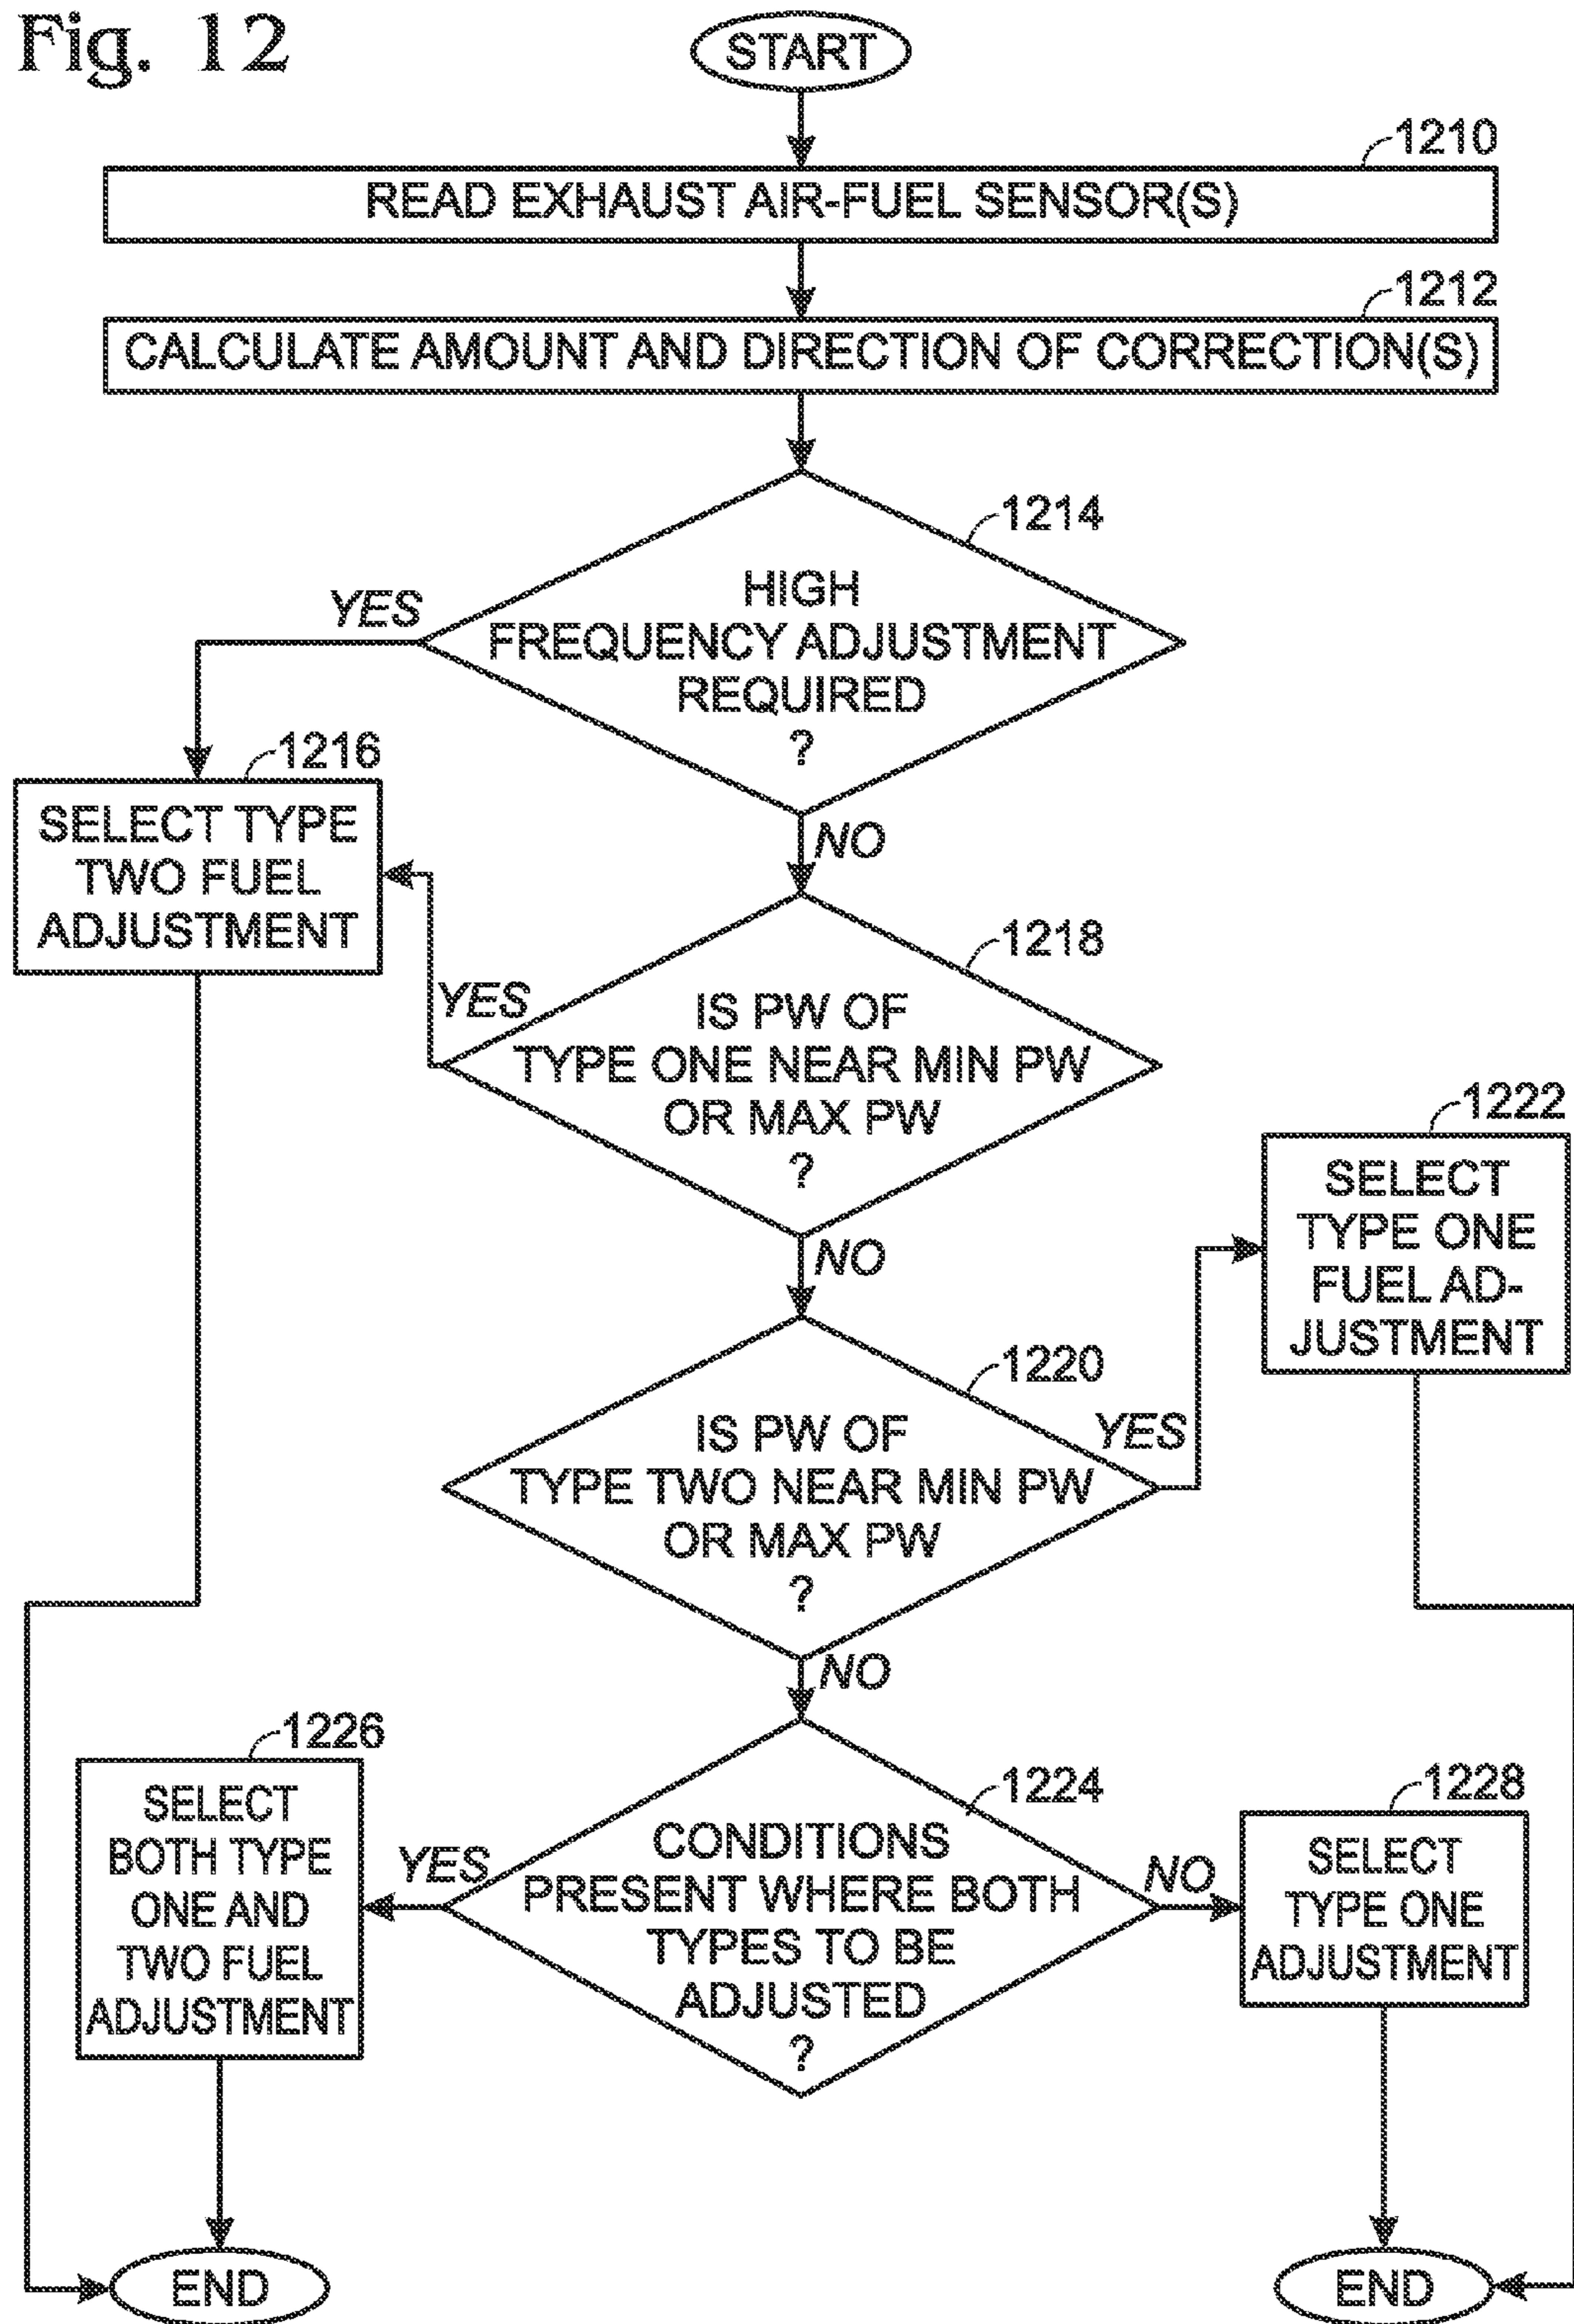 Fig. 12
START
1210
READ EXHAUST AIR-FUEL SENSOR(S)
1212
CALCULATE AMOUNT AND DIRECTION OF CORRECTION(S)
1214
HIGH
FREQUENCY ADJUSTMENT
REQUIRED
?
YES
NO
1216
SELECT TYPE
TWO FUEL
ADJUSTMENT
1218
IS PW OF
TYPE ONE NEAR MIN PW
OR MAX PW
?
YES
NO
1222
SELECT
TYPE ONE
FUEL AD-
JUSTMENT
1220
IS PW OF
TYPE TWO NEAR MIN PW
OR MAX PW
?
YES
NO
1226
SELECT
BOTH TYPE
ONE AND
TWO FUEL
ADJUSTMENT
YES
1224
CONDITIONS
PRESENT WHERE BOTH
TYPES TO BE
ADJUSTED
?
NO
1228
SELECT
TYPE ONE
ADJUSTMENT
END
END